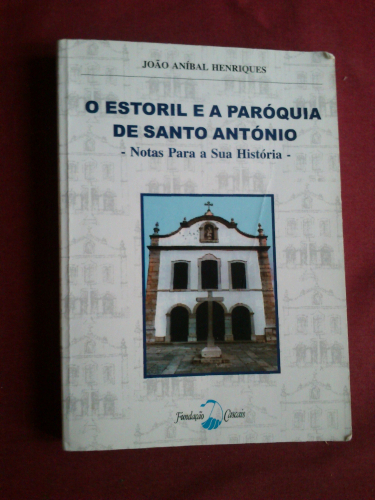 JOÃO ANÍBAL HENRIQUES
O ESTORIL E A PARÓQUIA
DE SANTO ANTÓNIO
- Notas Para a Sua História -
Fundação Cascais